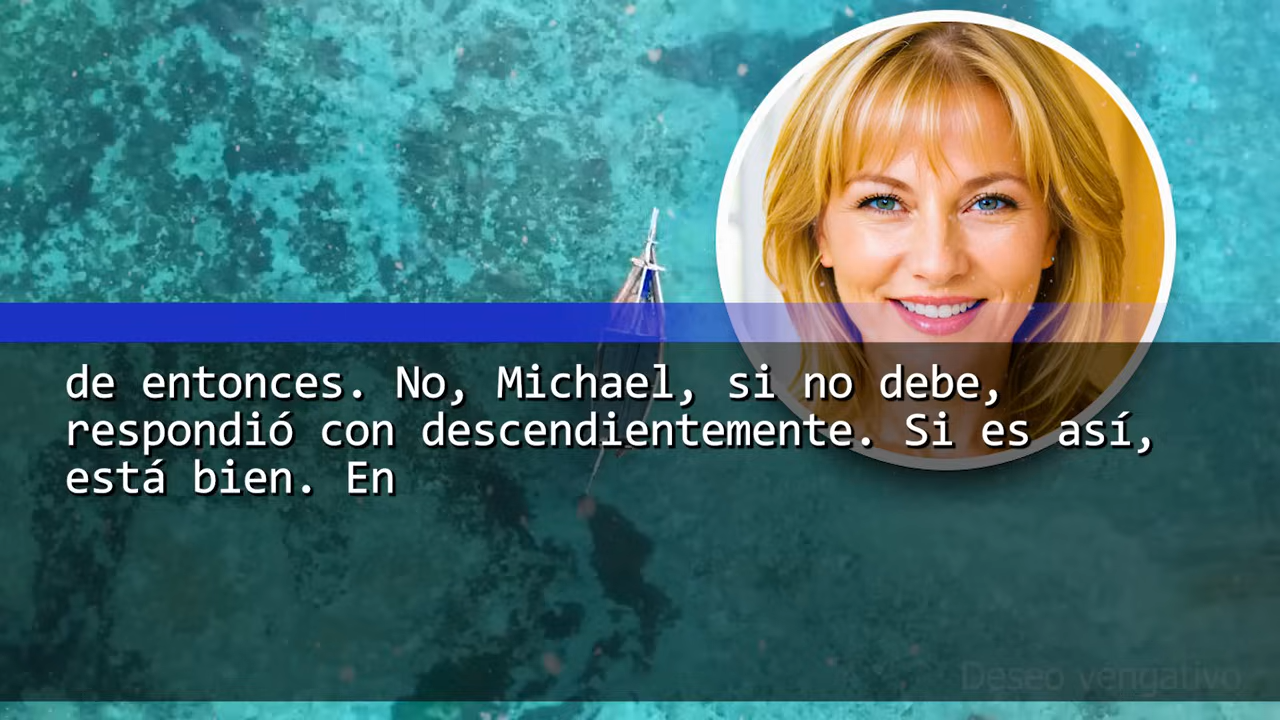 de entonces. No, Michael, si no debe,
respondió con descendientemente. Si es así,
está bien. En
Deseo vengativo